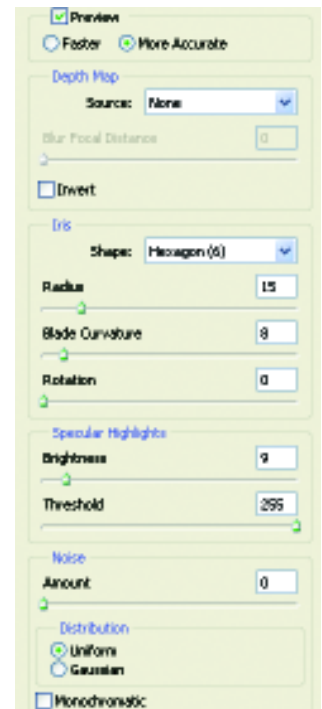 Preview
Faster More Accurate
Depth Map
Source: None
Blur Focal Distance 0
Invert
Iris
Shape: Hexagon (6)
Radius 15
Blade Curvature 8
Rotation 0
Specular Highlights
Brightness 9
Threshold 255
Noise
Amount 0
Distribution
Uniform
Gaussian
Monochromatic